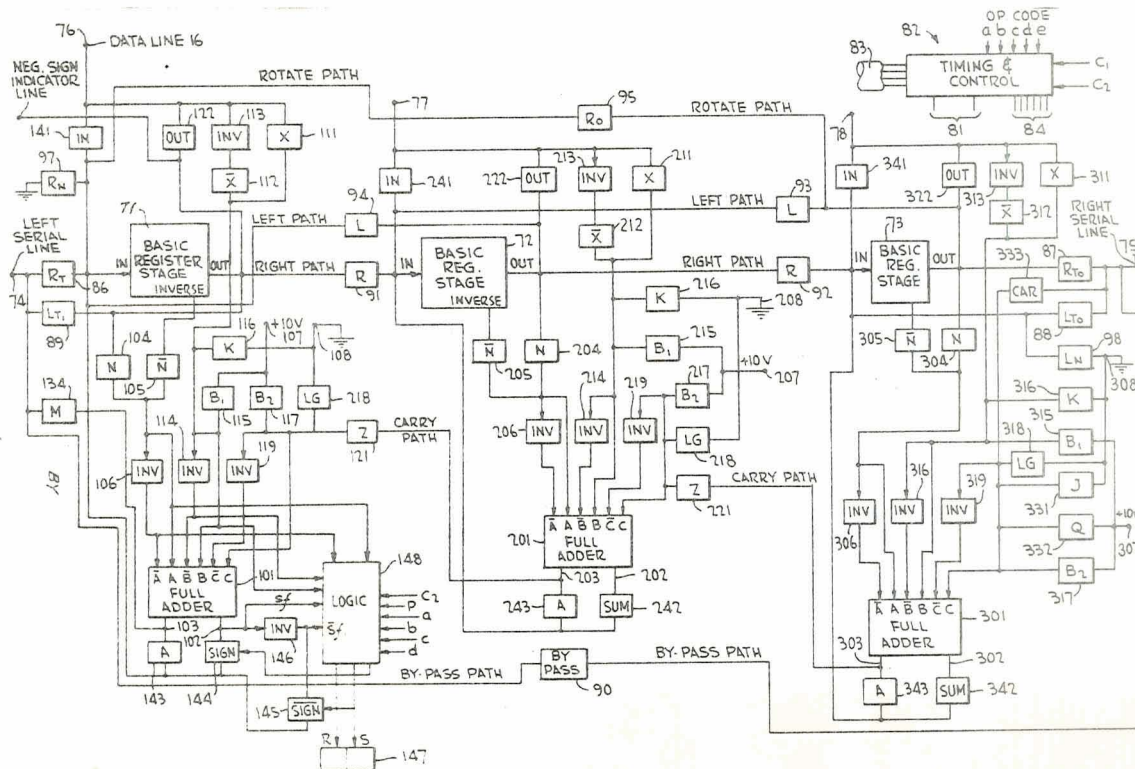 76
DATA LINE 16
NEG. SIGN INDICATOR LINE
ROTATE PATH
141
IN
122
OUT
113
INV
111
X
97
RN
X̄
112
77
95
RO
ROTATE PATH
82
OP CODE
a b c d e
83
TIMING & CONTROL
C1
C2
81
84
78
LEFT SERIAL LINE
71
BASIC REGISTER STAGE
IN
OUT
INVERSE
94
L
LEFT PATH
RIGHT PATH
R
91
74
RT
86
LT1
89
IN
241
222
OUT
213
INV
211
X
X̄
212
LEFT PATH
93
L
72
BASIC REG. STAGE
IN
OUT
INVERSE
RIGHT PATH
R
92
IN
341
OUT
322
INV
313
X
311
X̄
312
RIGHT SERIAL LINE
73
BASIC REG. STAGE
IN
OUT
INVERSE
333
CAR
87
RTO
75
LTO
88
98
LN
308
104
N
N̄
105
134
M
116
K
+10V
107
108
B1
115
B2
117
LG
218
114
119
INV
106
INV
INV
Z
121
CARRY PATH
BY
K
216
208
N̄
205
N
204
215
B1
217
B2
+10V
207
206
INV
214
INV
219
INV
LG
218
Z
221
CARRY PATH
305
N̄
N
304
316
K
315
B1
318
LG
J
331
Q
332
B2
317
+10V
307
INV
306
316
INV
319
INV
Ā A B̄ B C̄ C
FULL ADDER
101
103
102
sf
INV
146
s̄f
148
LOGIC
C2
P
a
b
c
d
A
143
SIGN
144
145
SIGN
R
S
147
Ā A B̄ B C̄ C
FULL ADDER
201
203
202
243
A
SUM
242
BY-PASS PATH
BY PASS
90
BY-PASS PATH
Ā A B̄ B C̄ C
FULL ADDER
301
303
302
A
343
SUM
342